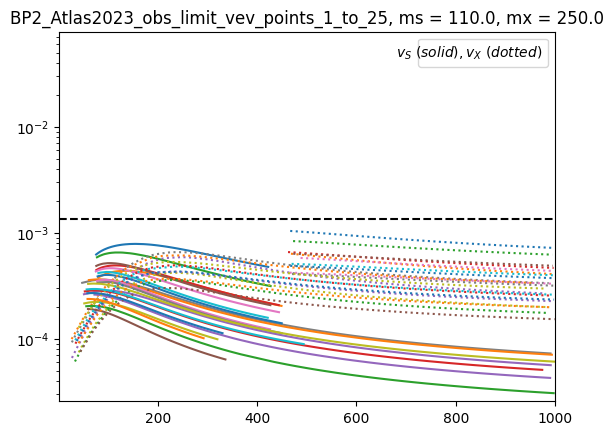 BP2_Atlas2023_obs_limit_vev_points_1_to_25, ms = 110.0, mx = 250.0
v_S (solid), v_X (dotted)
10^{-2}
10^{-3}
10^{-4}
200 400 600 800 1000